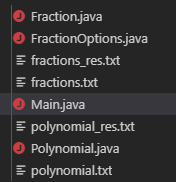 Fraction.java
FractionOptions.java
fractions_res.txt
fractions.txt
Main.java
polynomial_res.txt
Polynomial.java
polynomial.txt